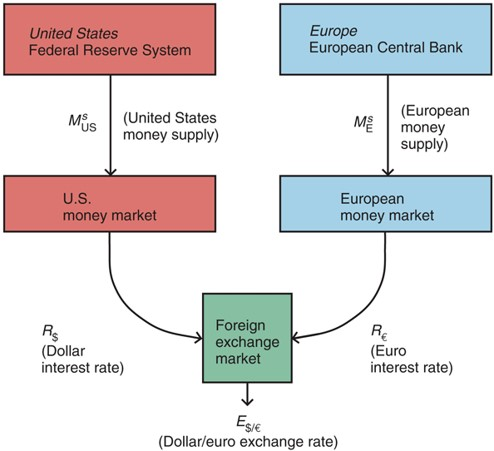 United States
Federal Reserve System
Europe
European Central Bank
M^s_US
(United States
money supply)
M^s_E
(European
money
supply)
U.S.
money market
European
money market
R_$
(Dollar
interest rate)
Foreign
exchange
market
R_€
(Euro
interest rate)
E_$/€
(Dollar/euro exchange rate)